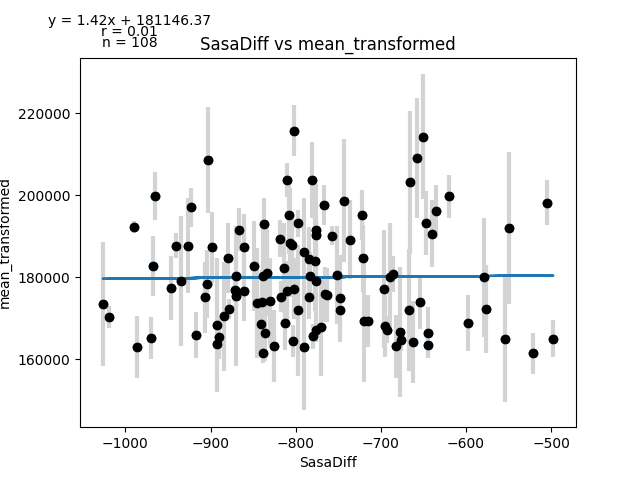 y = 1.42x + 181146.37
r = 0.01
n = 108
SasaDiff vs mean_transformed
220000
200000
180000
160000
mean_transformed
−1000
−900
−800
−700
−600
−500
SasaDiff